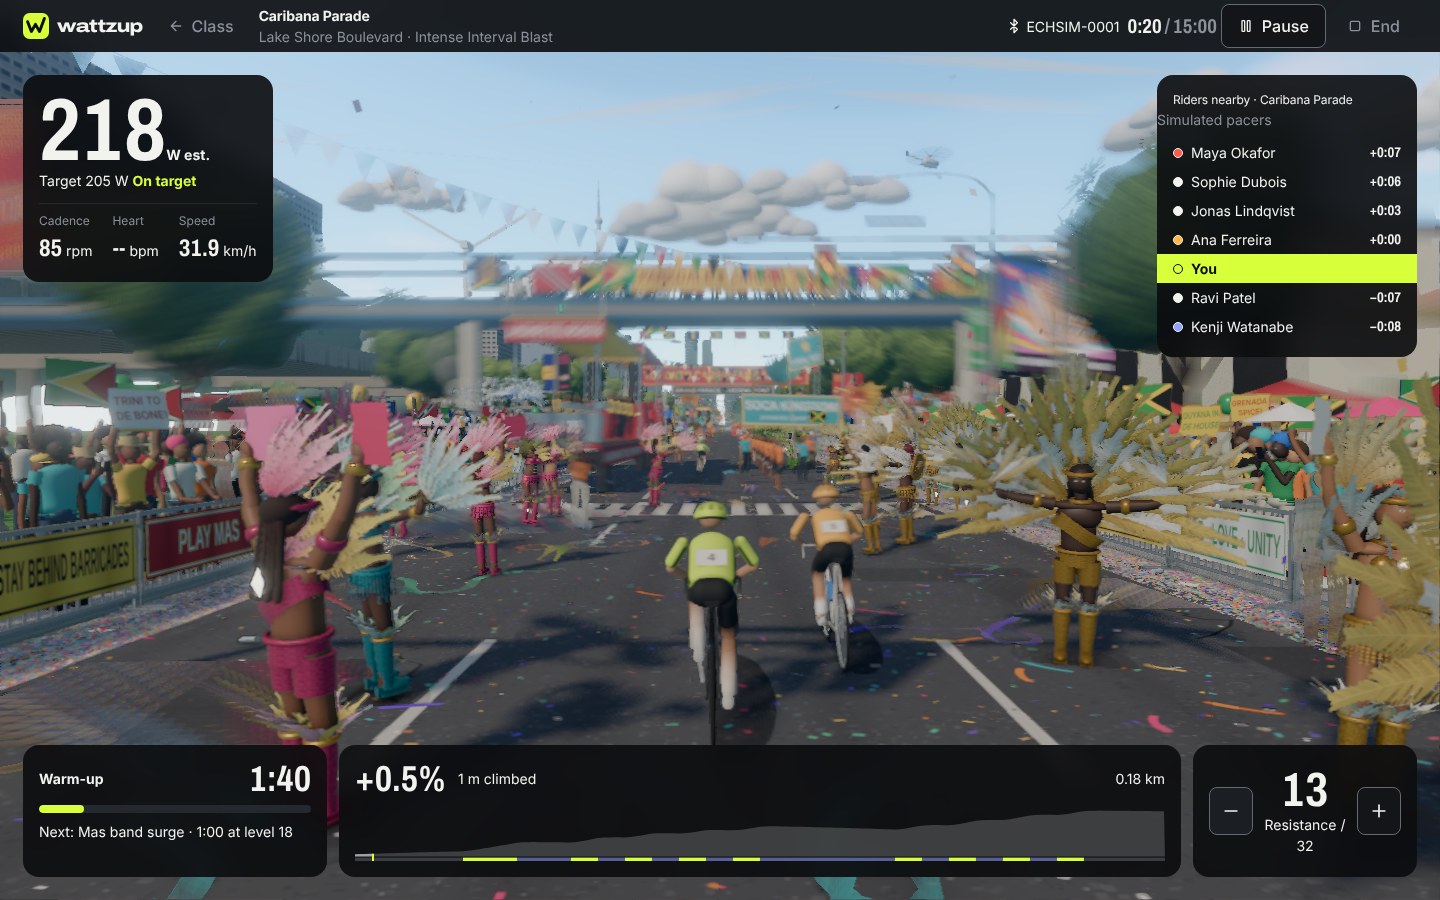 wattzup
Class
Caribana Parade
Lake Shore Boulevard · Intense Interval Blast
ECHSIM-0001 0:20 / 15:00
Pause
End
218 W est.
Target 205 W On target
Cadence Heart Speed
85 rpm -- bpm 31.9 km/h
Riders nearby · Caribana Parade
Simulated pacers
Maya Okafor +0:07
Sophie Dubois +0:06
Jonas Lindqvist +0:03
Ana Ferreira +0:00
You
Ravi Patel −0:07
Kenji Watanabe −0:08
TRINI TO
DE BONE!
GRENADA
STAY BEHIND BARRICADES
PLAY MAS
LOVE UNITY
4
Warm-up 1:40
Next: Mas band surge · 1:00 at level 18
+0.5% 1 m climbed 0.18 km
−
13
Resistance /
32
+